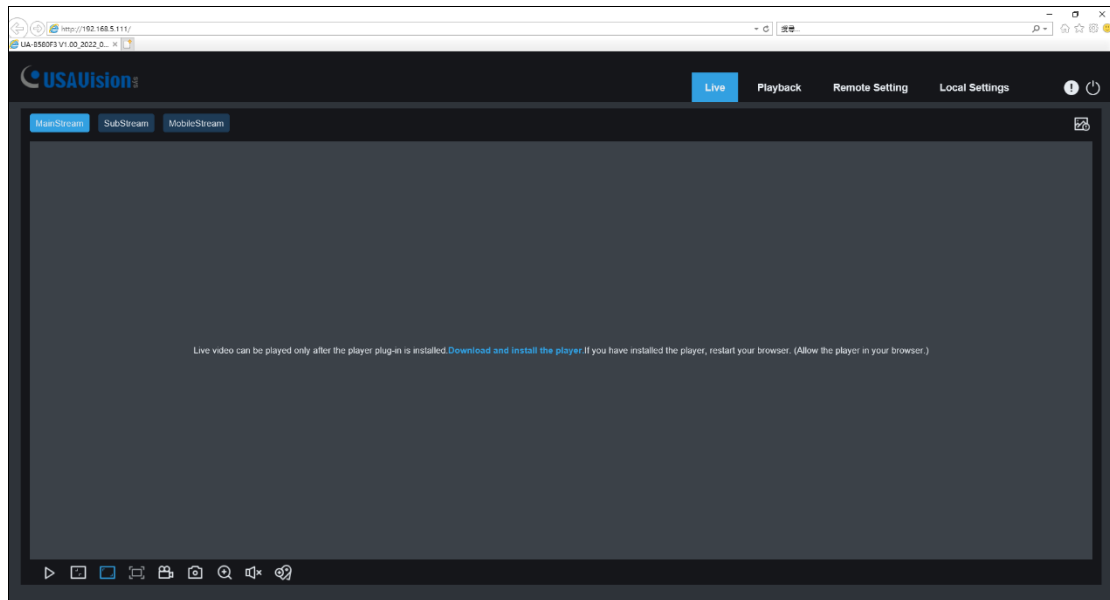 http://192.168.5.111/
搜尋...
UA-8580F3 V1.00_2022_0...
USAVision
Live
Playback
Remote Setting
Local Settings
MainStream
SubStream
MobileStream
Live video can be played only after the player plug-in is installed.Download and install the player.If you have installed the player, restart your browser. (Allow the player in your browser.)